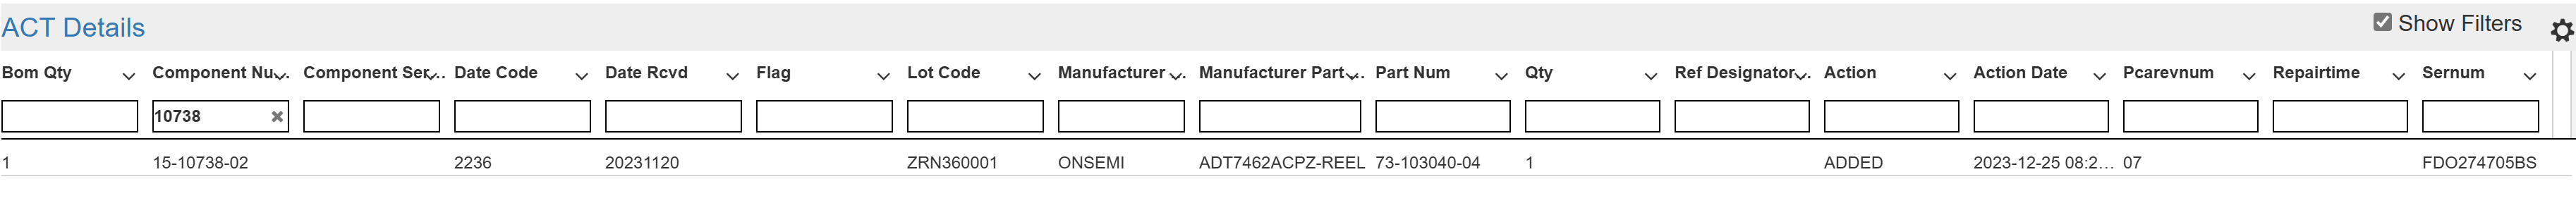 ACT Details Show Filters
Bom Qty Component Nu... Component Ser... Date Code Date Rcvd Flag Lot Code Manufacturer ... Manufacturer Part ... Part Num Qty Ref Designator... Action Action Date Pcarevnum Repairtime Sernum
10738
1 15-10738-02 2236 20231120 ZRN360001 ONSEMI ADT7462ACPZ-REEL 73-103040-04 1 ADDED 2023-12-25 08:2... 07 FDO274705BS